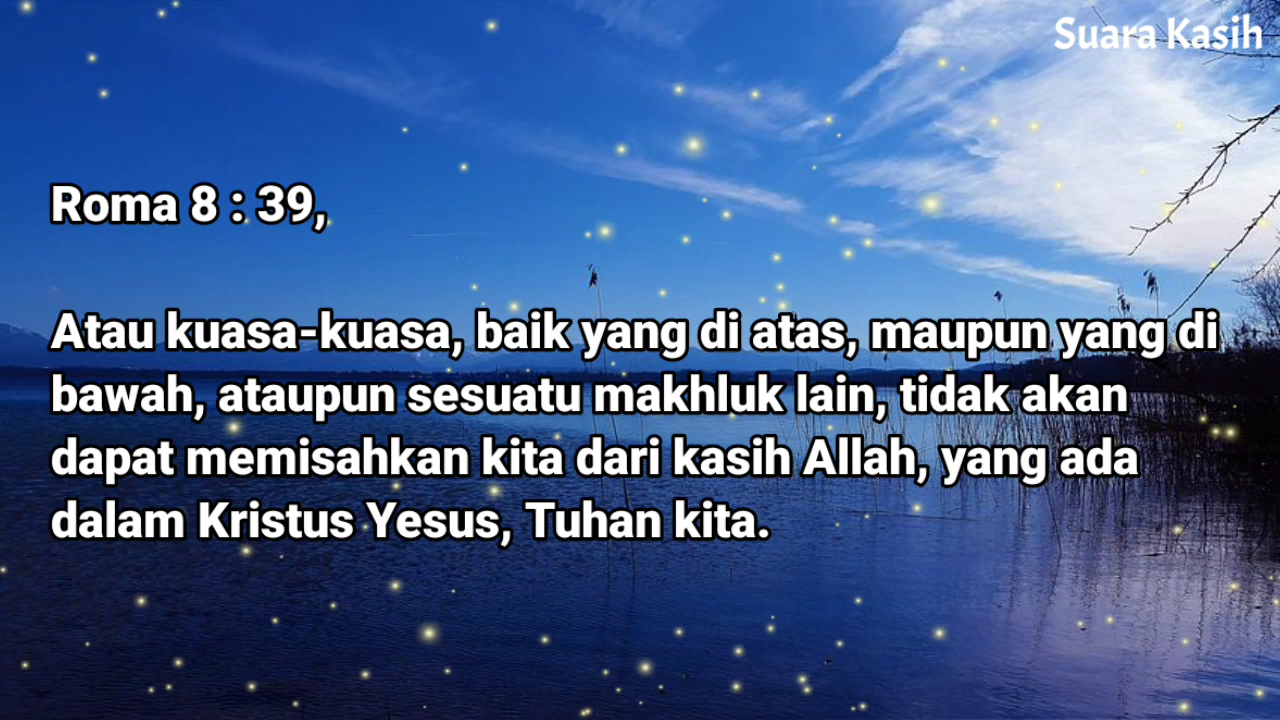 Suara Kasih
Roma 8 : 39,
Atau kuasa-kuasa, baik yang di atas, maupun yang di
bawah, ataupun sesuatu makhluk lain, tidak akan
dapat memisahkan kita dari kasih Allah, yang ada
dalam Kristus Yesus, Tuhan kita.